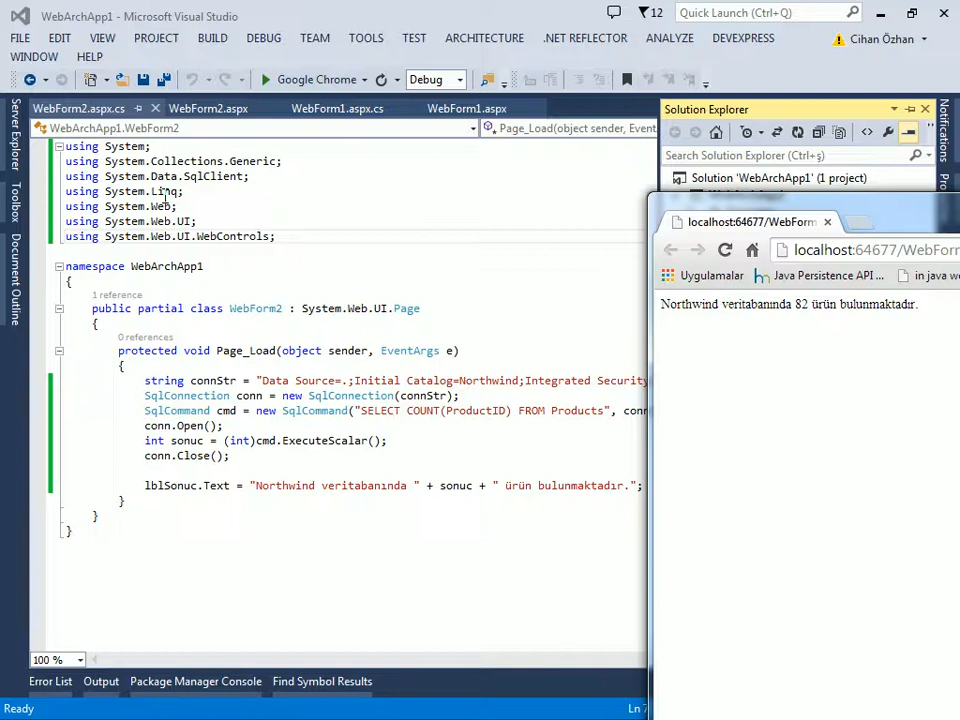 WebArchApp1 - Microsoft Visual Studio
12
Quick Launch (Ctrl+Q)
FILE EDIT VIEW PROJECT BUILD DEBUG TEAM TOOLS TEST ARCHITECTURE .NET REFLECTOR ANALYZE DEVEXPRESS
Cihan Özhan
WINDOW HELP
Google Chrome
Debug
WebForm2.aspx.cs
WebForm2.aspx
WebForm1.aspx.cs
WebForm1.aspx
WebArchApp1.WebForm2
Page_Load(object sender, EventArgs
Server Explorer
Toolbox
Document Outline
using System;
using System.Collections.Generic;
using System.Data.SqlClient;
using System.Linq;
using System.Web;
using System.Web.UI;
using System.Web.UI.WebControls;
namespace WebArchApp1
{
1 reference
public partial class WebForm2 : System.Web.UI.Page
{
0 references
protected void Page_Load(object sender, EventArgs e)
{
string connStr = "Data Source=.;Initial Catalog=Northwind;Integrated Security
SqlConnection conn = new SqlConnection(connStr);
SqlCommand cmd = new SqlCommand("SELECT COUNT(ProductID) FROM Products", conn
conn.Open();
int sonuc = (int)cmd.ExecuteScalar();
conn.Close();
lblSonuc.Text = "Northwind veritabanında " + sonuc + " ürün bulunmaktadır.";
}
}
}
100 %
Error List
Output
Package Manager Console
Find Symbol Results
Ready
Ln 7
Solution Explorer
Search Solution Explorer (Ctrl+ş)
Solution 'WebArchApp1' (1 project)
Notifications
localhost:64677/WebForm
localhost:64677/WebForm
Uygulamalar
Java Persistence API ...
in java we
Northwind veritabanında 82 ürün bulunmaktadır.